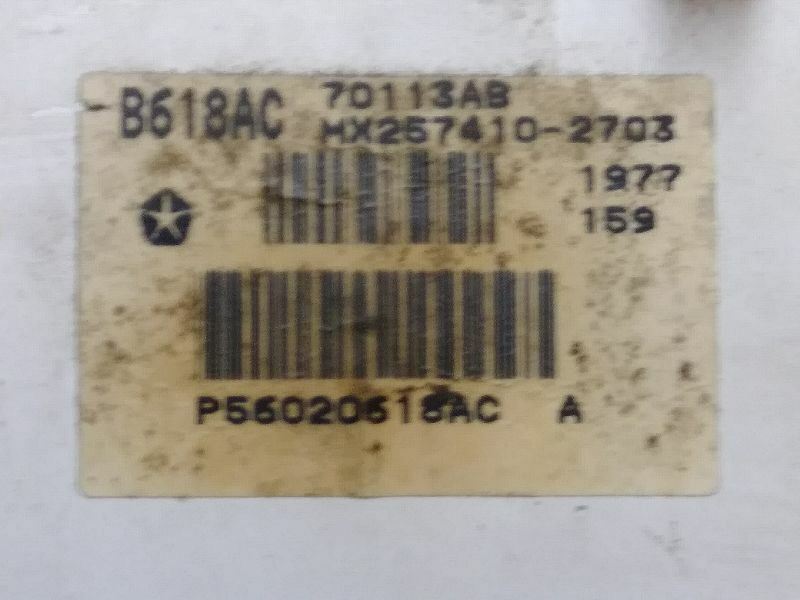 B618AC 70113AB
MX257410-2703
1977
159
P56020618AC A